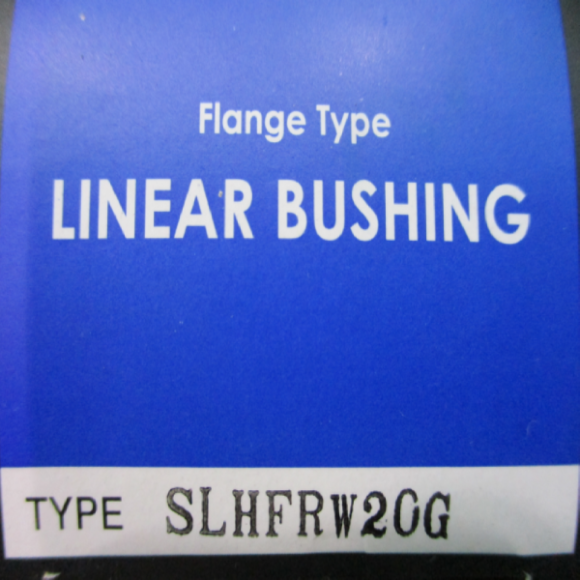 Flange Type
LINEAR BUSHING
TYPE SLHFRW20G